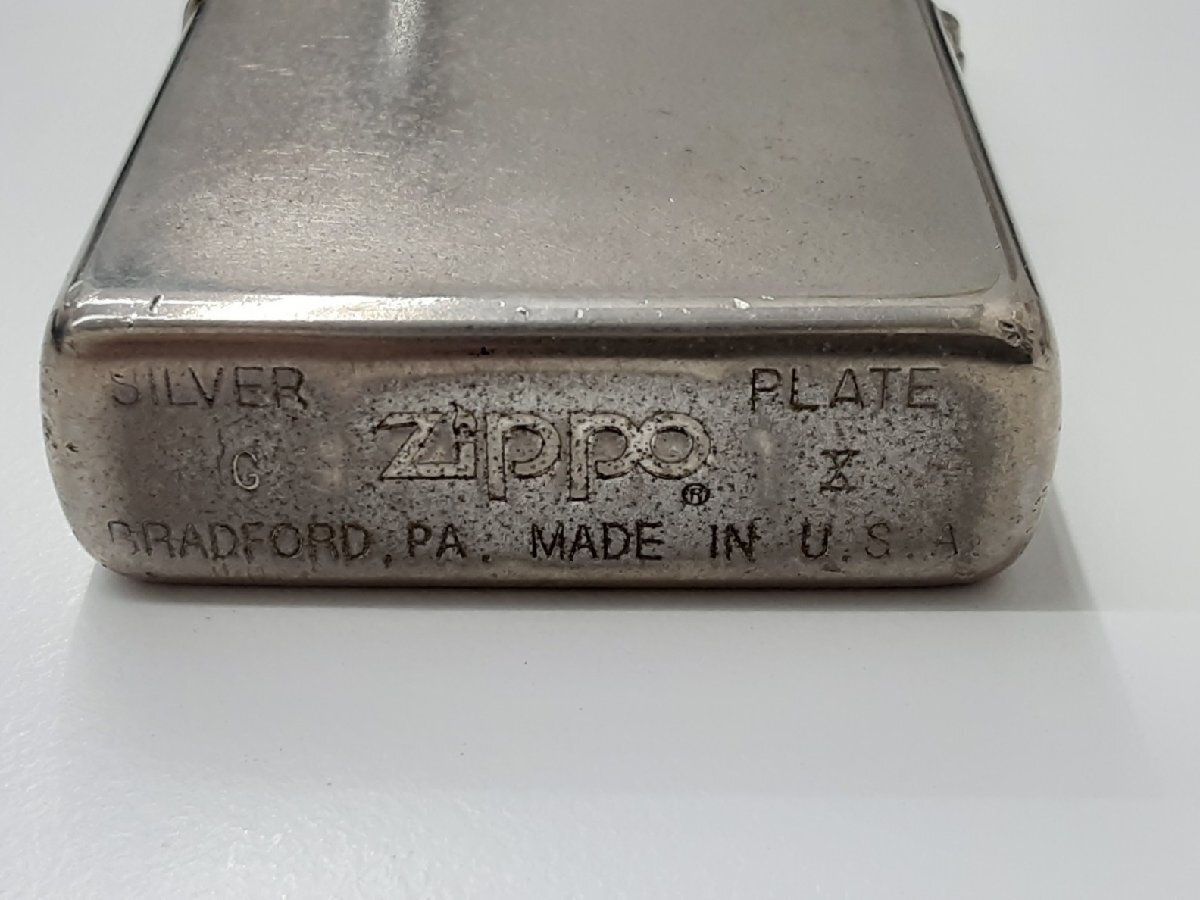 SILVER PLATE
G Zippo® X
BRADFORD, PA. MADE IN U.S.A.